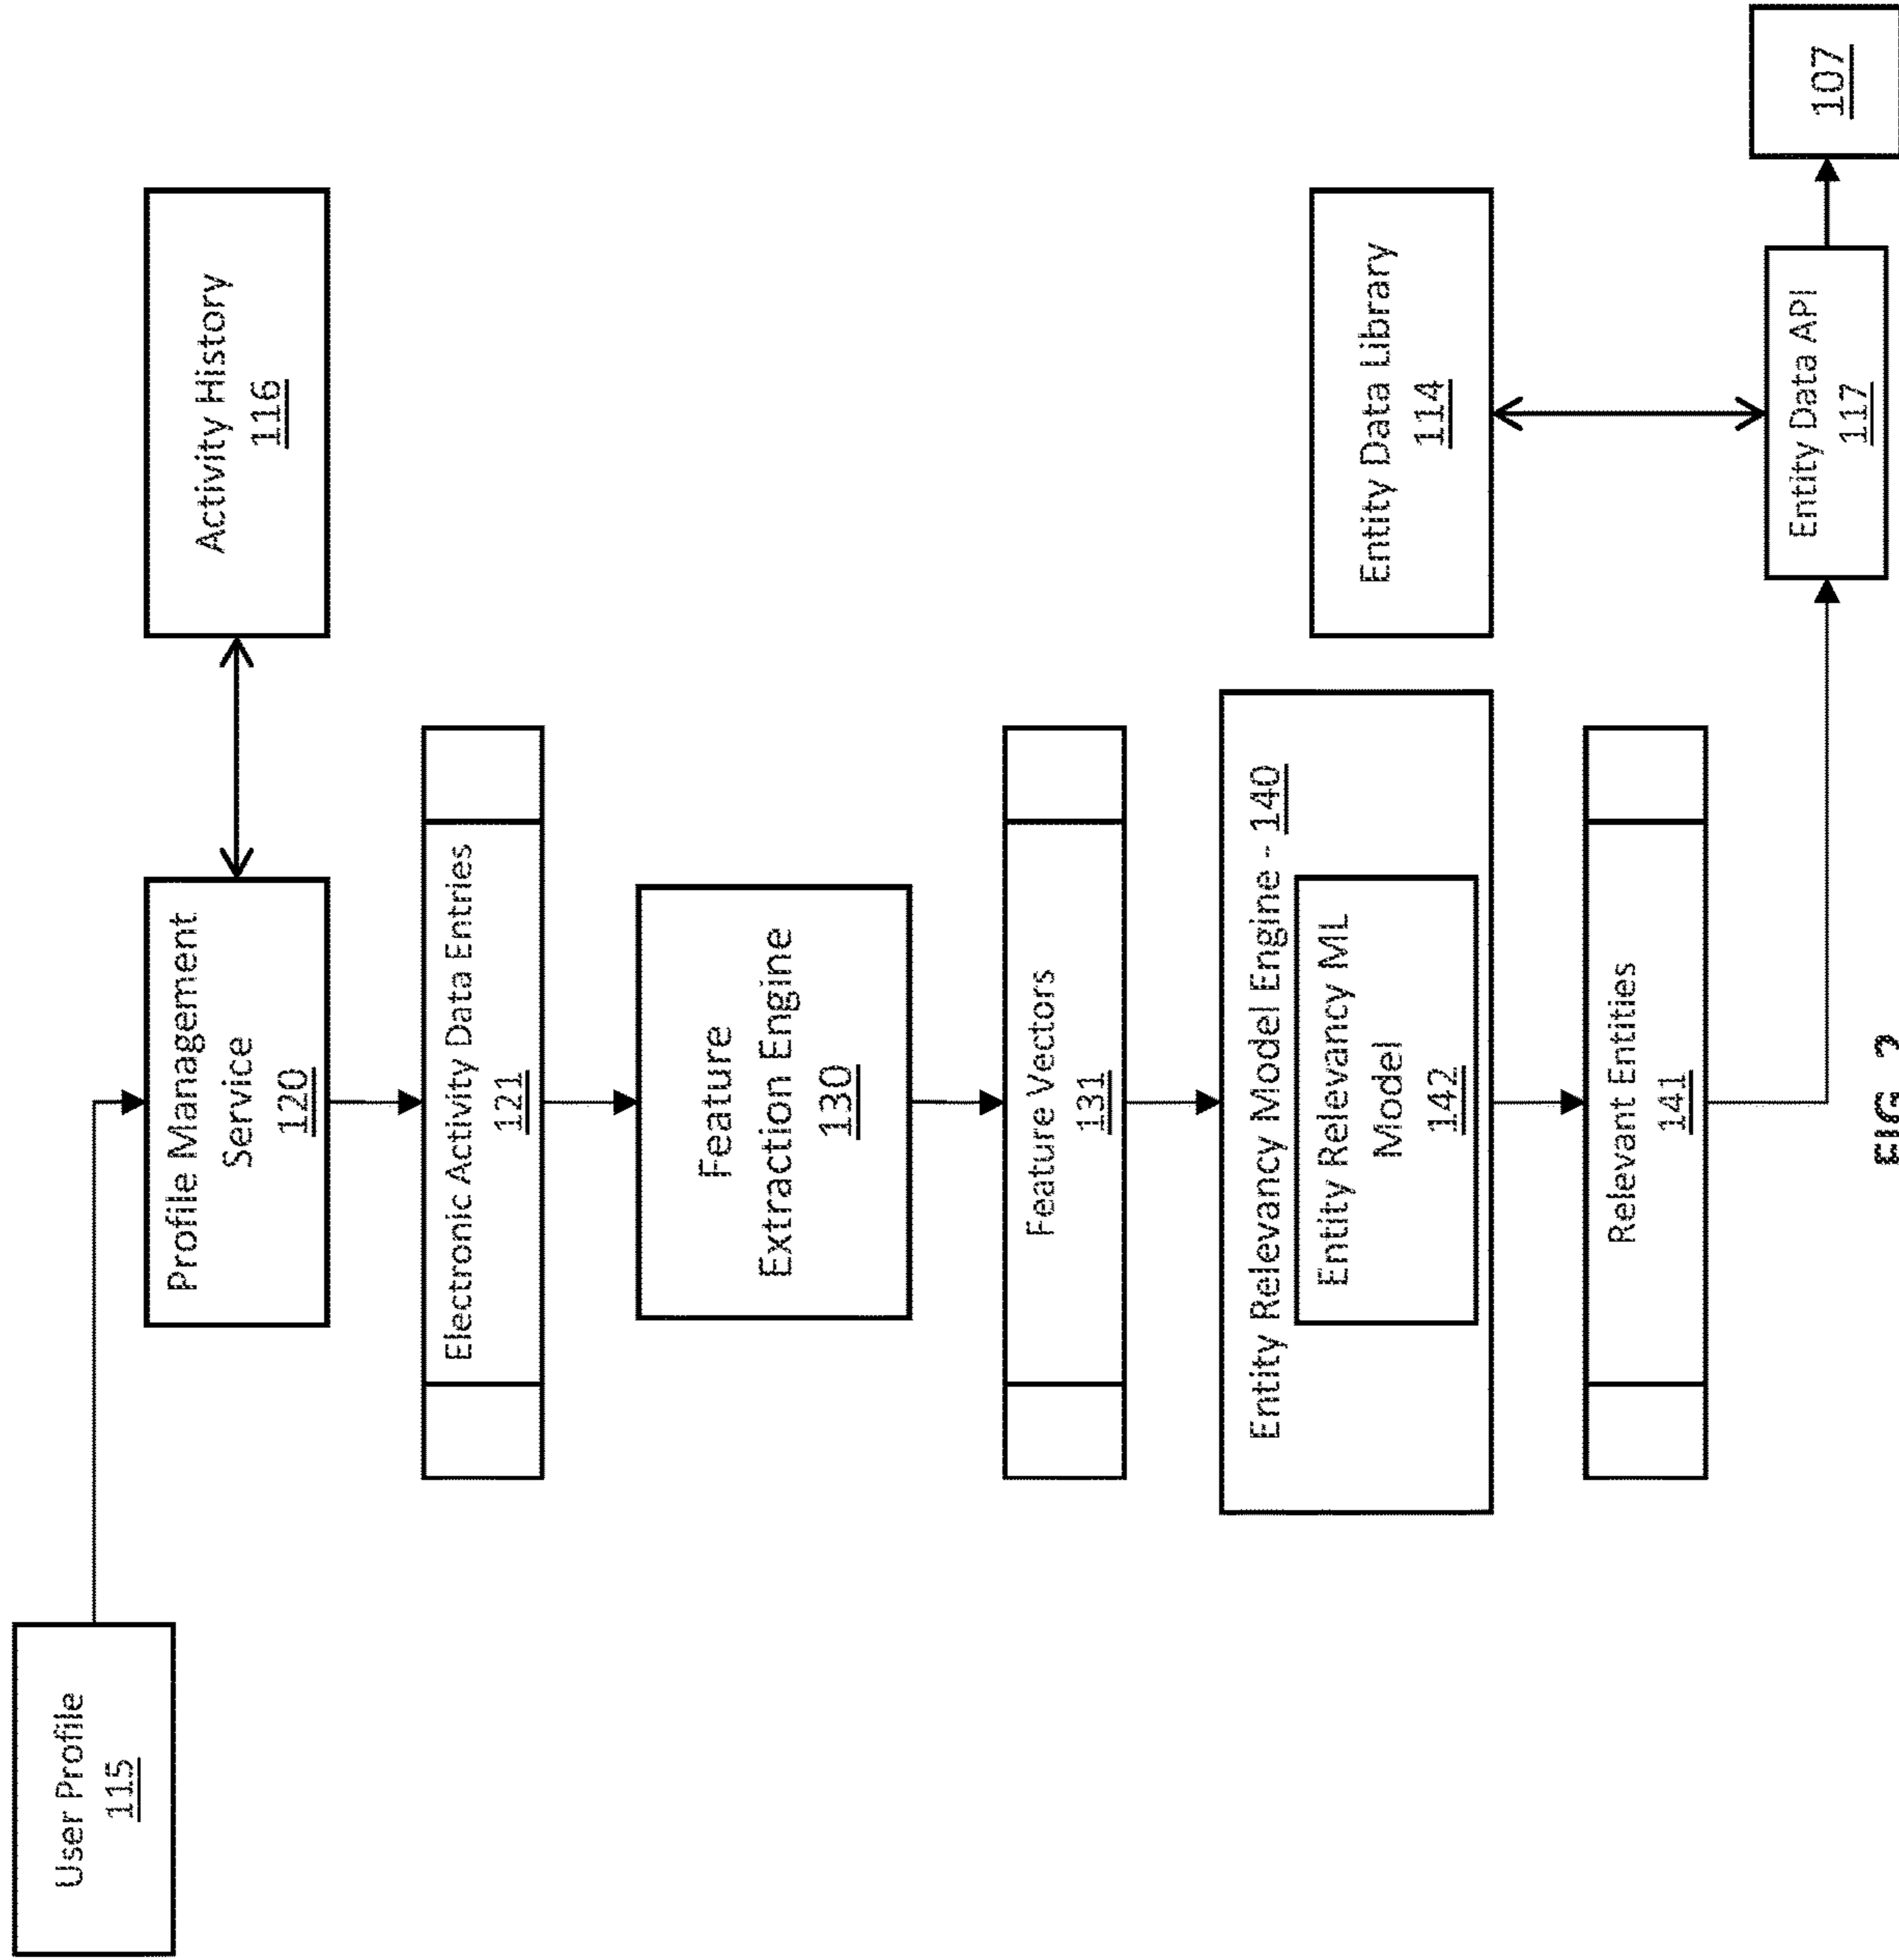 User Profile
115
Profile Management
Service
120
Activity History
116
Electronic Activity Data Entries
121
Feature
Extraction Engine
130
Feature Vectors
131
Entity Relevancy Model Engine - 140
Entity Relevancy ML
Model
142
Entity Data Library
114
Relevant Entities
141
Entity Data API
117
107
FIG.